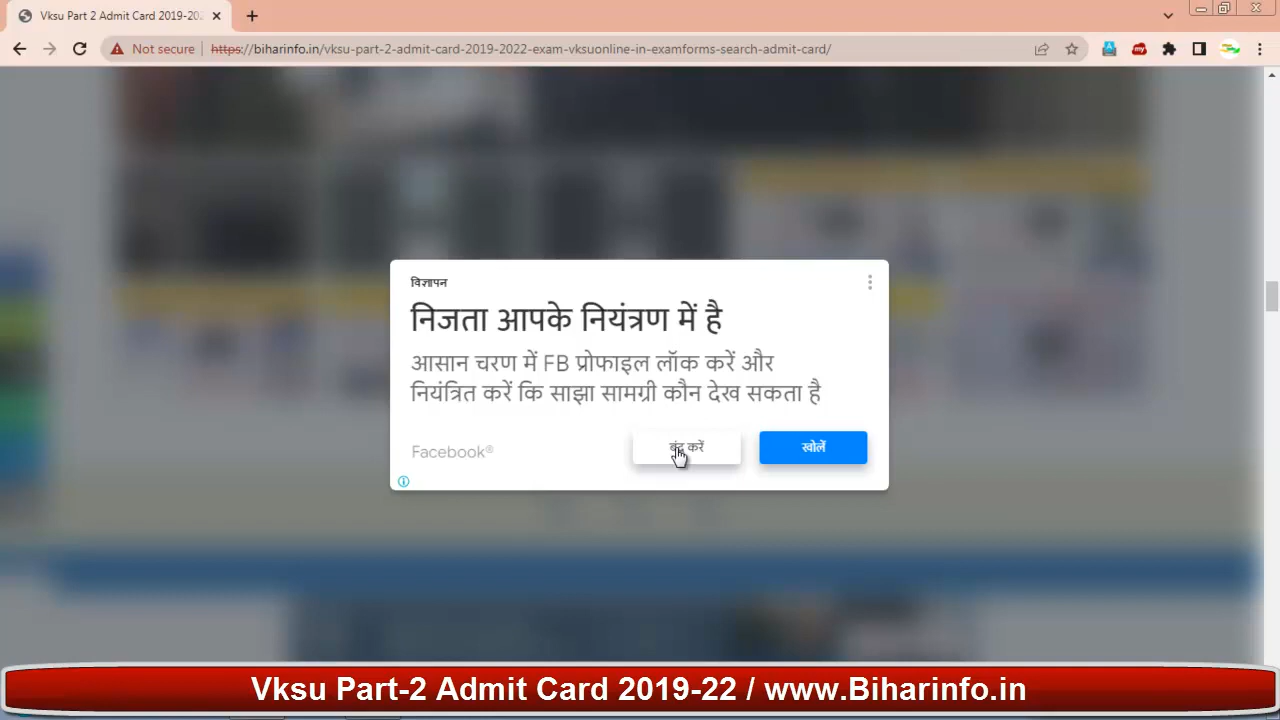 Vksu Part 2 Admit Card 2019-202
Not secure
https://biharinfo.in/vksu-part-2-admit-card-2019-2022-exam-vksuonline-in-examforms-search-admit-card/
my
विज्ञापन
निजता आपके नियंत्रण में है
आसान चरण में FB प्रोफाइल लॉक करें और
नियंत्रित करें कि साझा सामग्री कौन देख सकता है
Facebook®
बंद करें
खोलें
Vksu Part-2 Admit Card 2019-22 / www.Biharinfo.in